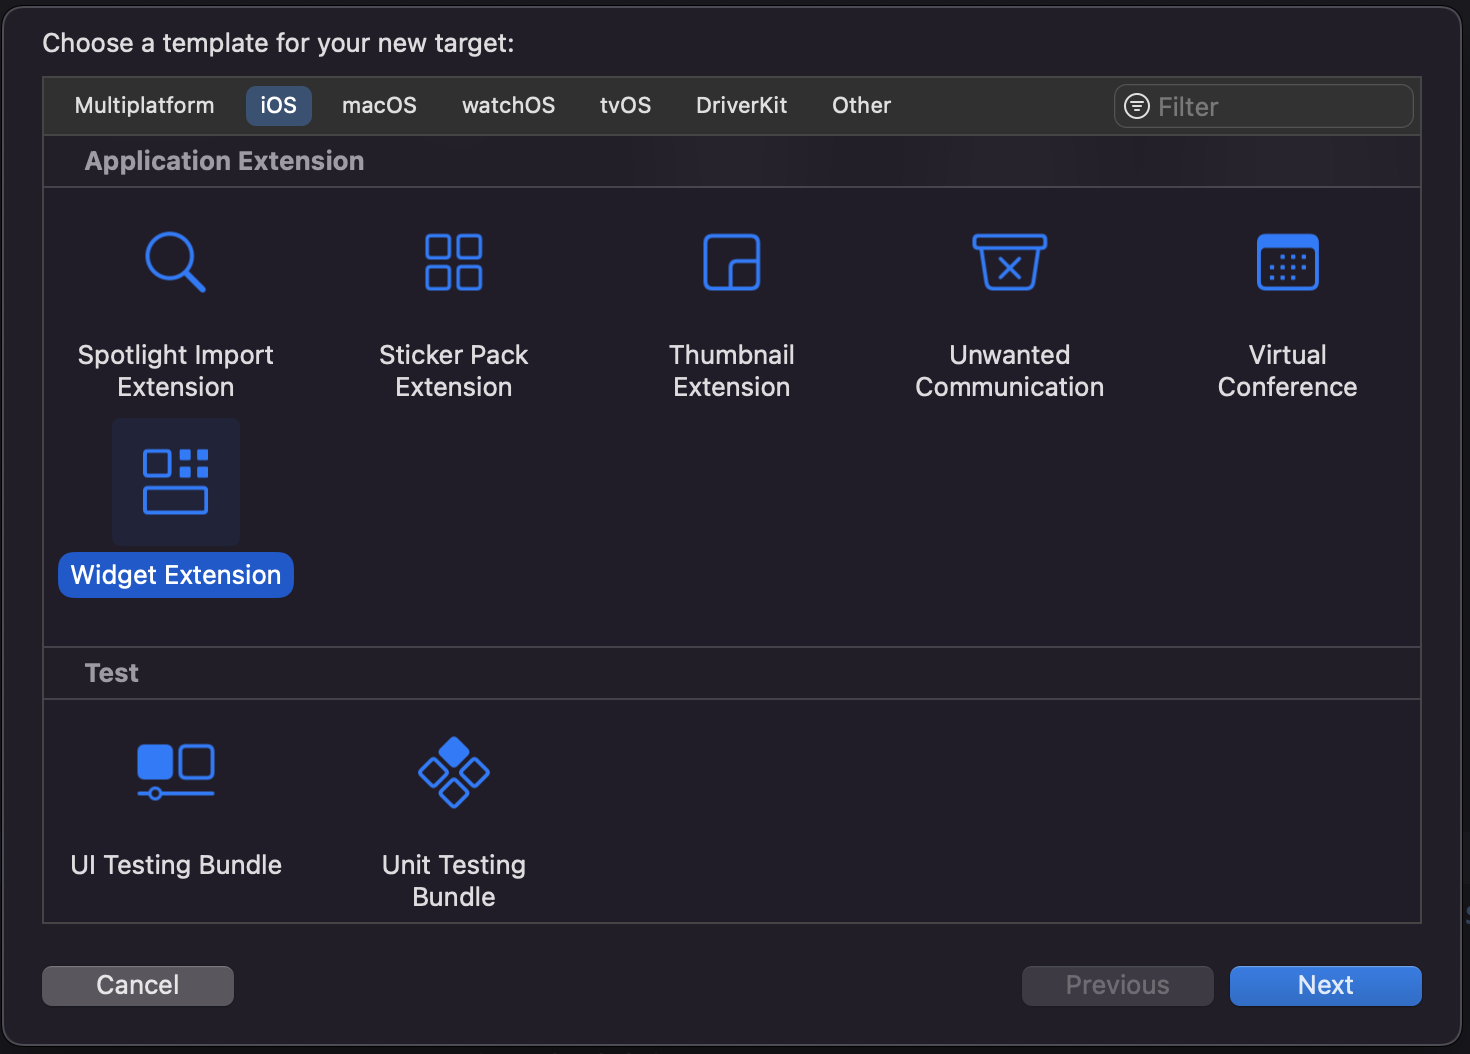 Choose a template for your new target:
Multiplatform iOS macOS watchOS tvOS DriverKit Other Filter
Application Extension
Spotlight Import Extension
Sticker Pack Extension
Thumbnail Extension
Unwanted Communication
Virtual Conference
Widget Extension
Test
UI Testing Bundle
Unit Testing Bundle
Cancel Previous Next